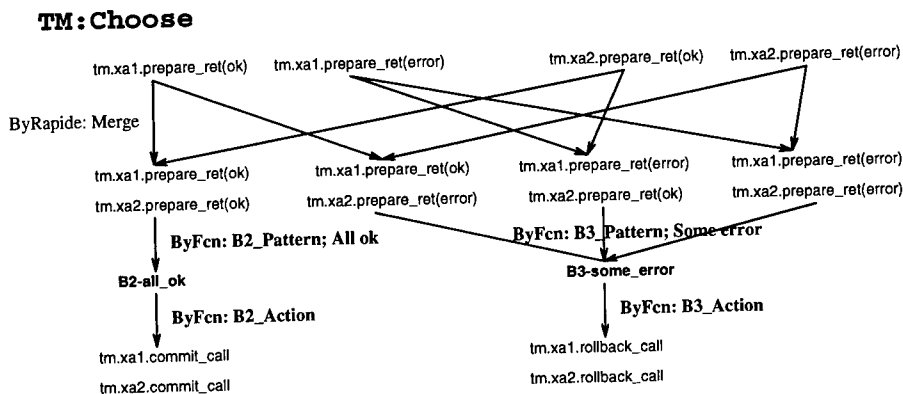 TM:Choose
tm.xa1.prepare_ret(ok)
tm.xa1.prepare_ret(error)
tm.xa2.prepare_ret(ok)
tm.xa2.prepare_ret(error)
ByRapide: Merge
tm.xa1.prepare_ret(ok)
tm.xa2.prepare_ret(ok)
tm.xa1.prepare_ret(ok)
tm.xa2.prepare_ret(error)
tm.xa1.prepare_ret(error)
tm.xa2.prepare_ret(ok)
tm.xa1.prepare_ret(error)
tm.xa2.prepare_ret(error)
ByFcn: B2_Pattern; All ok
ByFcn: B3_Pattern; Some error
B2-all_ok
B3-some_error
ByFcn: B2_Action
ByFcn: B3_Action
tm.xa1.commit_call
tm.xa2.commit_call
tm.xa1.rollback_call
tm.xa2.rollback_call